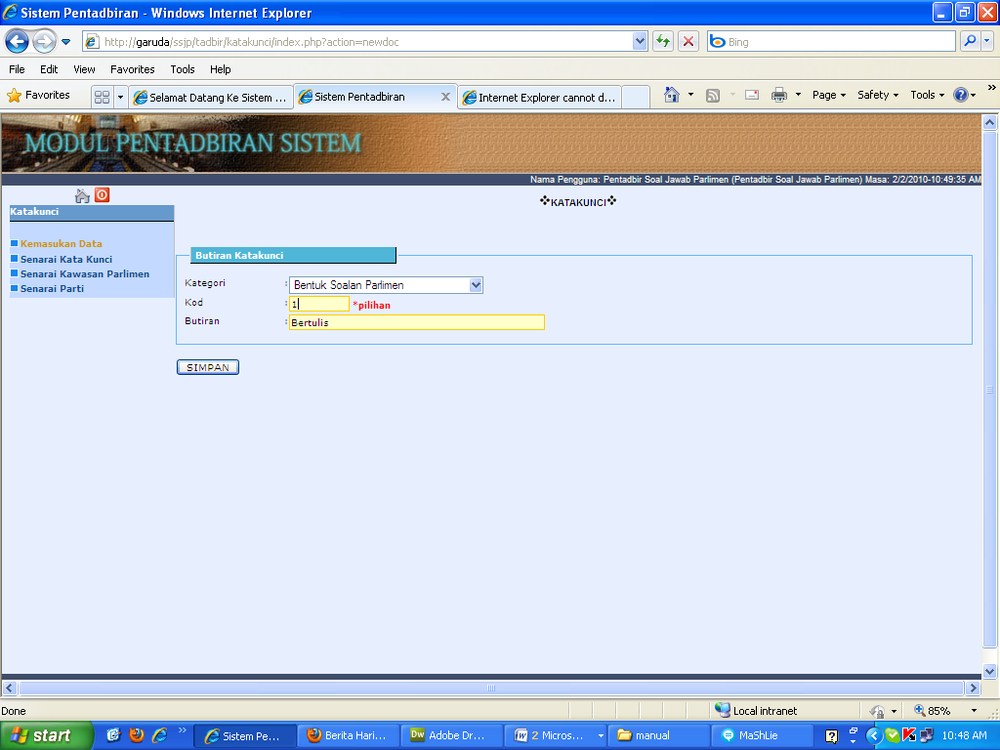 Sistem Pentadbiran - Windows Internet Explorer
http://garuda/ssjp/tadbir/katakunci/index.php?action=newdoc
Bing
File Edit View Favorites Tools Help
Favorites
Selamat Datang Ke Sistem ...
Sistem Pentadbiran
Internet Explorer cannot d...
Page Safety Tools
MODUL PENTADBIRAN SISTEM
Nama Pengguna: Pentadbir Soal Jawab Parlimen (Pentadbir Soal Jawab Parlimen) Masa: 2/2/2010-10:49:35 AM
Katakunci
Kemasukan Data
Senarai Kata Kunci
Senarai Kawasan Parlimen
Senarai Parti
KATAKUNCI
Butiran Katakunci
Kategori : Bentuk Soalan Parlimen
Kod : 1 *pilihan
Butiran : Bertulis
SIMPAN
Done
Local intranet
85%
start
Sistem Pe...
Berita Hari...
Adobe Dr...
2 Micros...
manual
MaShLie
10:48 AM